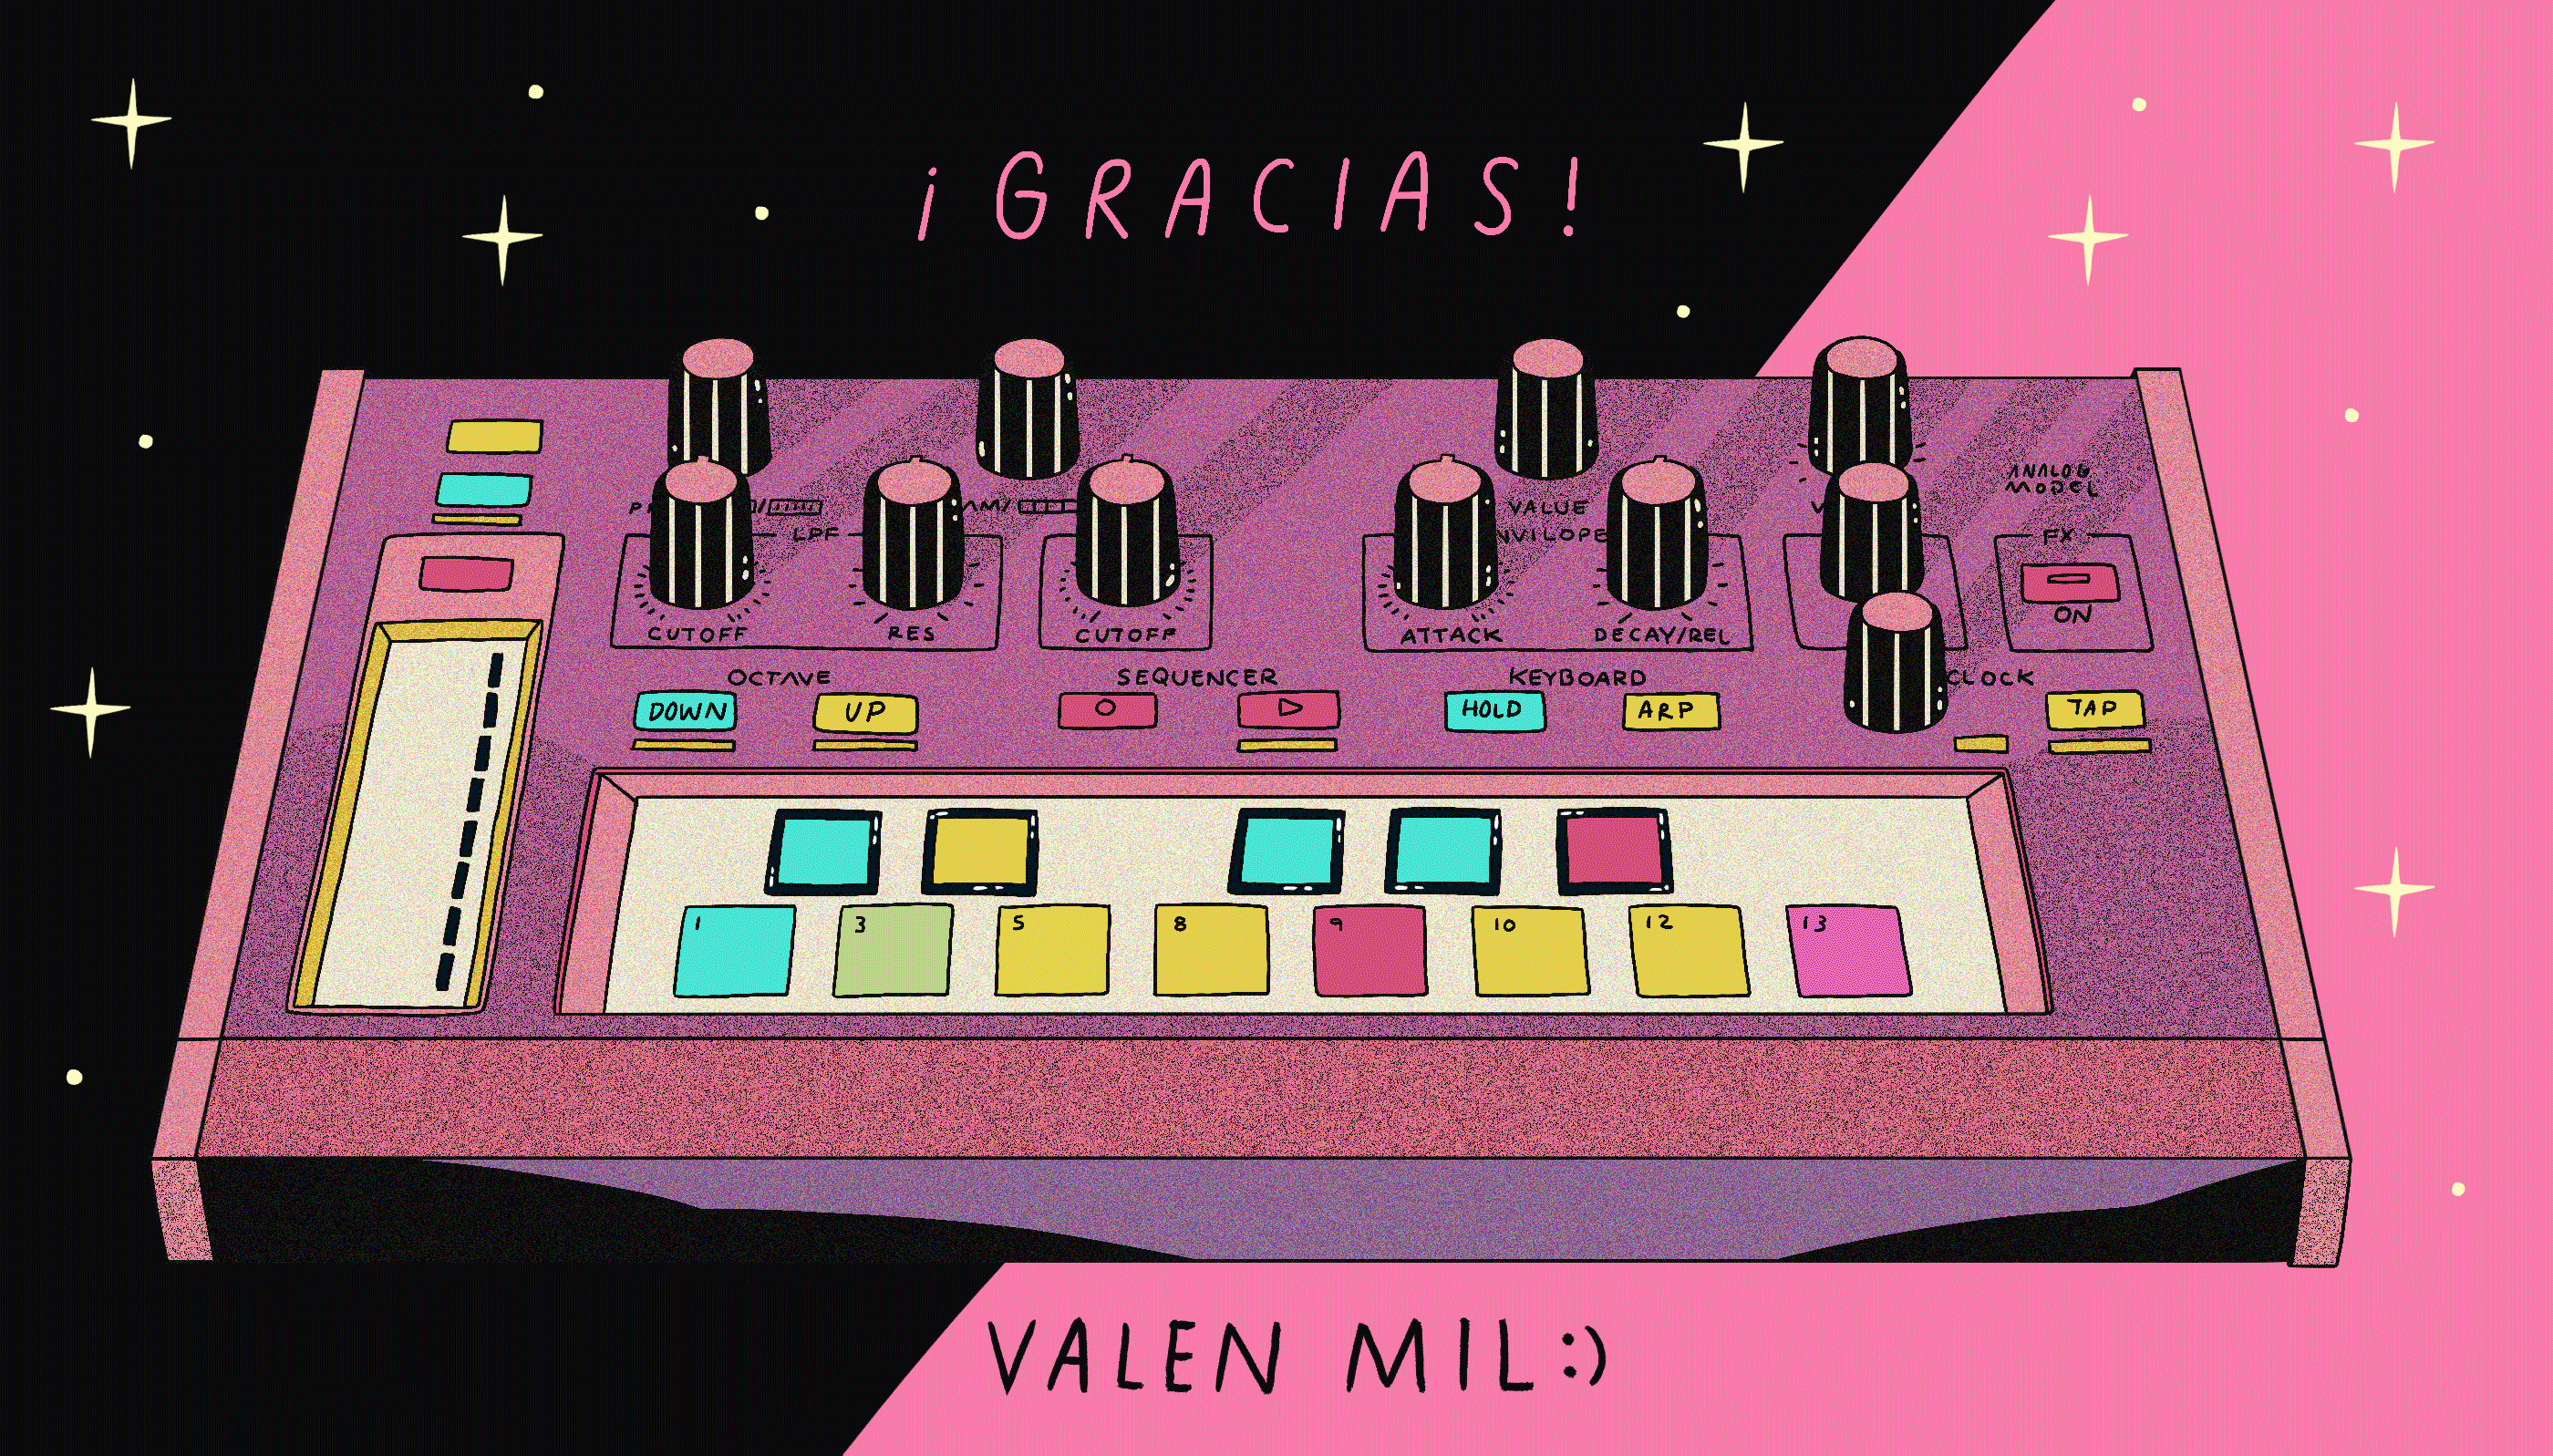 ¡GRACIAS!
ANALOG
MODEL
VALUE
LPF
FX
ON
CUTOFF RES CUTOFF ATTACK DECAY/REL
OCTAVE SEQUENCER KEYBOARD CLOCK
DOWN UP HOLD ARP TAP
1 3 5 8 9 10 12 13
VALEN MIL:)